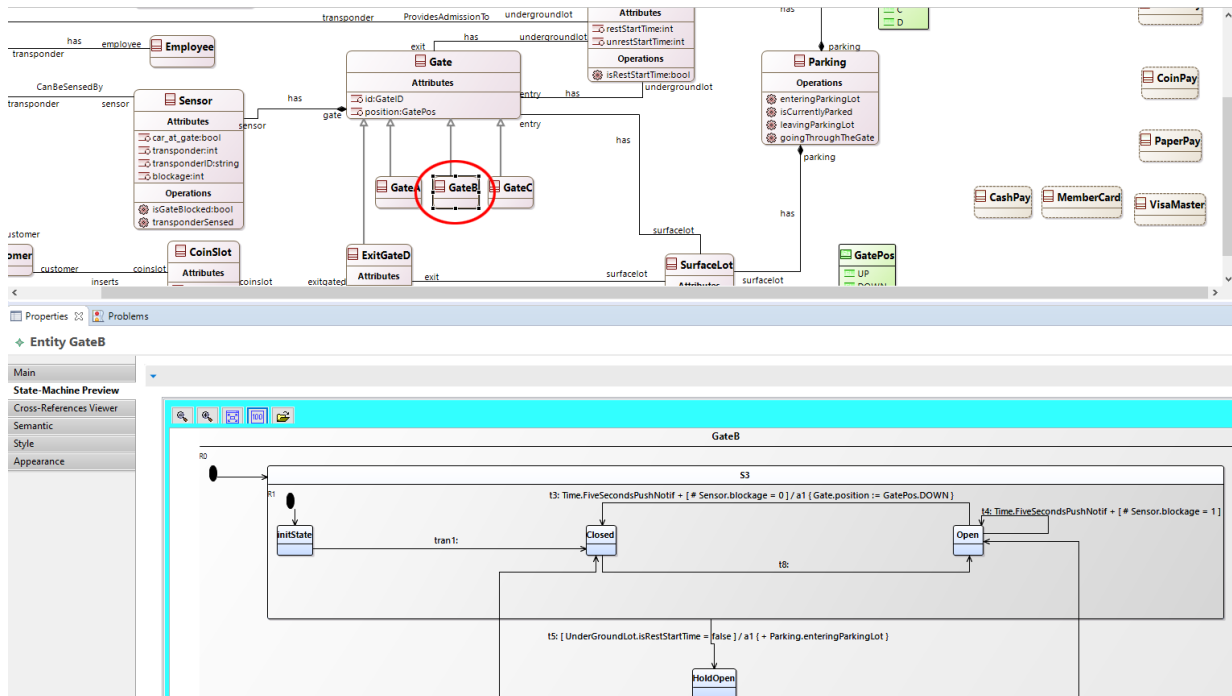 transponder ProvidesAdmissionTo undergroundlot
Attributes
restStartTime:int
unrestStartTime:int
Operations
isRestStartTime:bool
has
C
D
has employee
transponder
Employee
exit has undergroundlot
Gate
Attributes
id:GateID
position:GatePos
entry has undergroundlot
parking
Parking
Operations
enteringParkingLot
isCurrentlyParked
leavingParkingLot
goingThroughTheGate
CoinPay
CanBeSensedBy
transponder sensor
Sensor
Attributes
car_at_gate:bool
transponder:int
transponderID:string
blockage:int
Operations
isGateBlocked:bool
transponderSensed
has
sensor gate
entry
has
parking
PaperPay
GateA
GateB
GateC
CashPay
MemberCard
VisaMaster
has
surfacelot
ustomer
omer
customer coinslot
inserts
CoinSlot
Attributes
coinslot exitgated
ExitGateD
Attributes
exit surfacelot
SurfaceLot
Attributes
surfacelot
GatePos
UP
DOWN
Properties Problems
Entity GateB
Main
State-Machine Preview
Cross-References Viewer
Semantic
Style
Appearance
100
GateB
R0
S3
R1
t3: Time.FiveSecondsPushNotif + [ # Sensor.blockage = 0 ] / a1 { Gate.position := GatePos.DOWN }
t4: Time.FiveSecondsPushNotif + [ # Sensor.blockage = 1 ]
initState
Closed
Open
tran1:
t8:
t5: [ UnderGroundLot.isRestStartTime = false ] / a1 { + Parking.enteringParkingLot }
HoldOpen